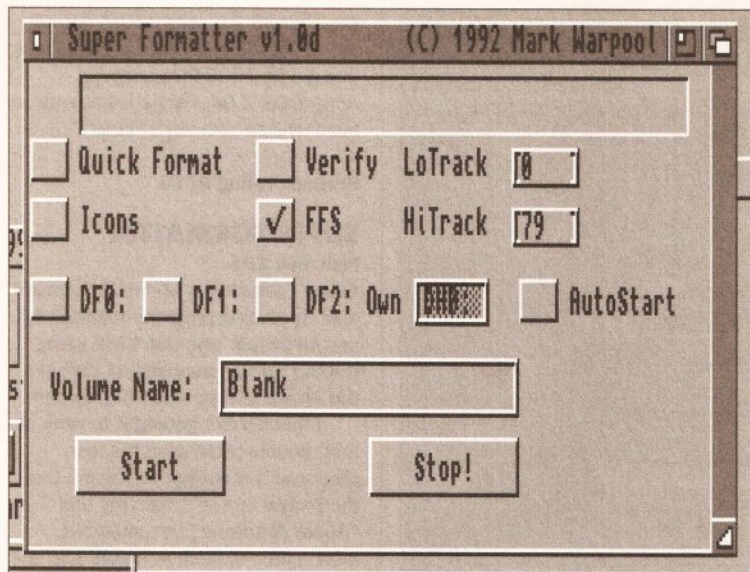 Super Formatter v1.0d (C) 1992 Mark Warpool
Quick Format Verify LoTrack 0
Icons FFS HiTrack 79
DF0: DF1: DF2: Own DH0: AutoStart
Volume Name: Blank
Start Stop!